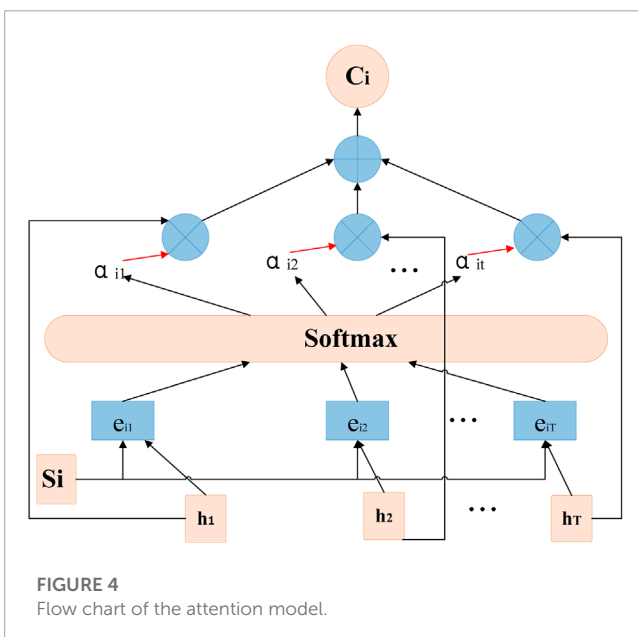 Ci
α i1
α i2
...
α it
Softmax
ei1
ei2
...
eiT
Si
h1
h2
...
hT
FIGURE 4
Flow chart of the attention model.